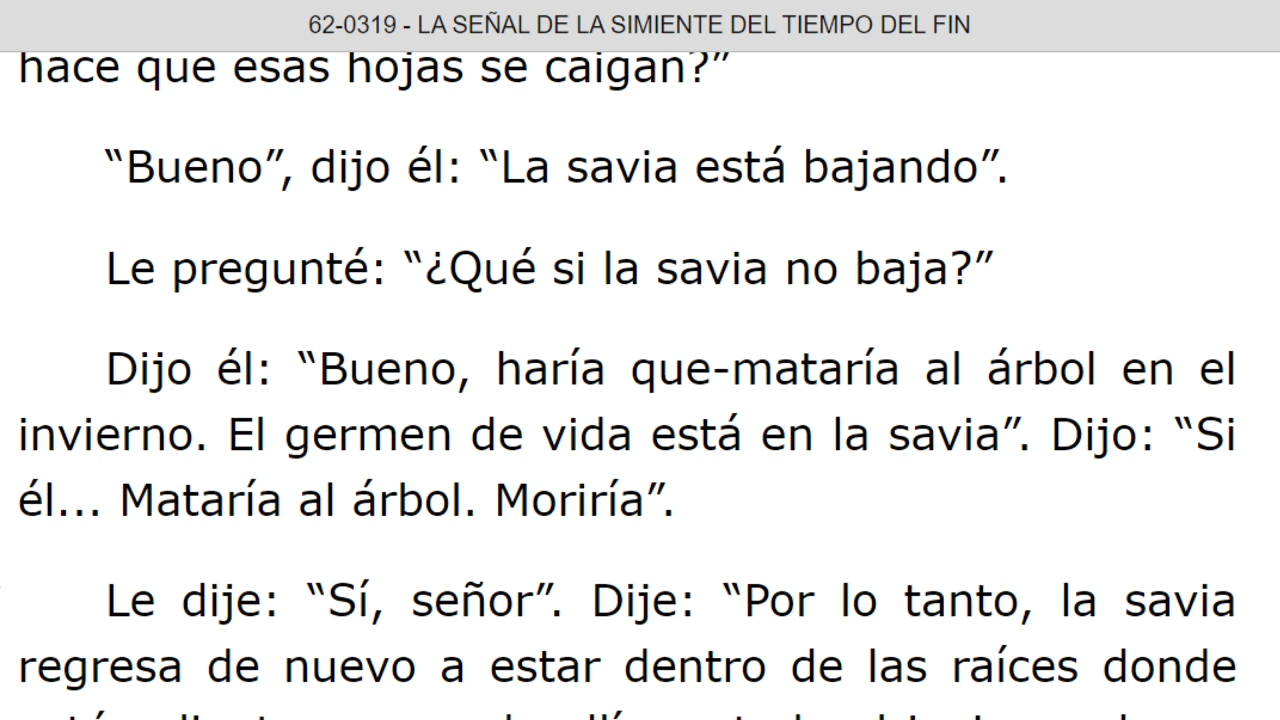 62-0319 - LA SEÑAL DE LA SIMIENTE DEL TIEMPO DEL FIN
hace que esas hojas se caigan?”
“Bueno”, dijo él: “La savia está bajando”.
Le pregunté: “¿Qué si la savia no baja?”
Dijo él: “Bueno, haría que-mataría al árbol en el
invierno. El germen de vida está en la savia”. Dijo: “Si
él... Mataría al árbol. Moriría”.
Le dije: “Sí, señor”. Dije: “Por lo tanto, la savia
regresa de nuevo a estar dentro de las raíces donde